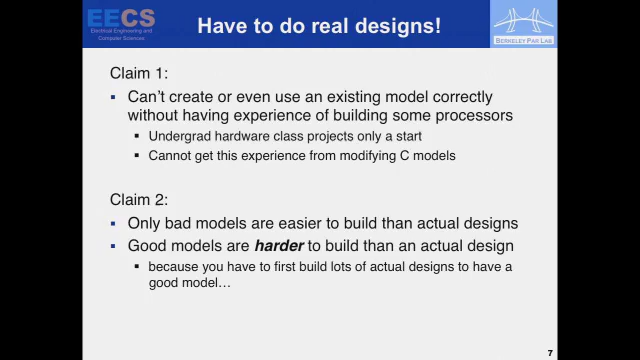 EECS
Electrical Engineering and
Computer Sciences
Have to do real designs!
BERKELEY PAR LAB
Claim 1:
▪ Can't create or even use an existing model correctly
without having experience of building some processors
▪ Undergrad hardware class projects only a start
▪ Cannot get this experience from modifying C models
Claim 2:
▪ Only bad models are easier to build than actual designs
▪ Good models are harder to build than an actual design
▪ because you have to first build lots of actual designs to have a
good model…
7